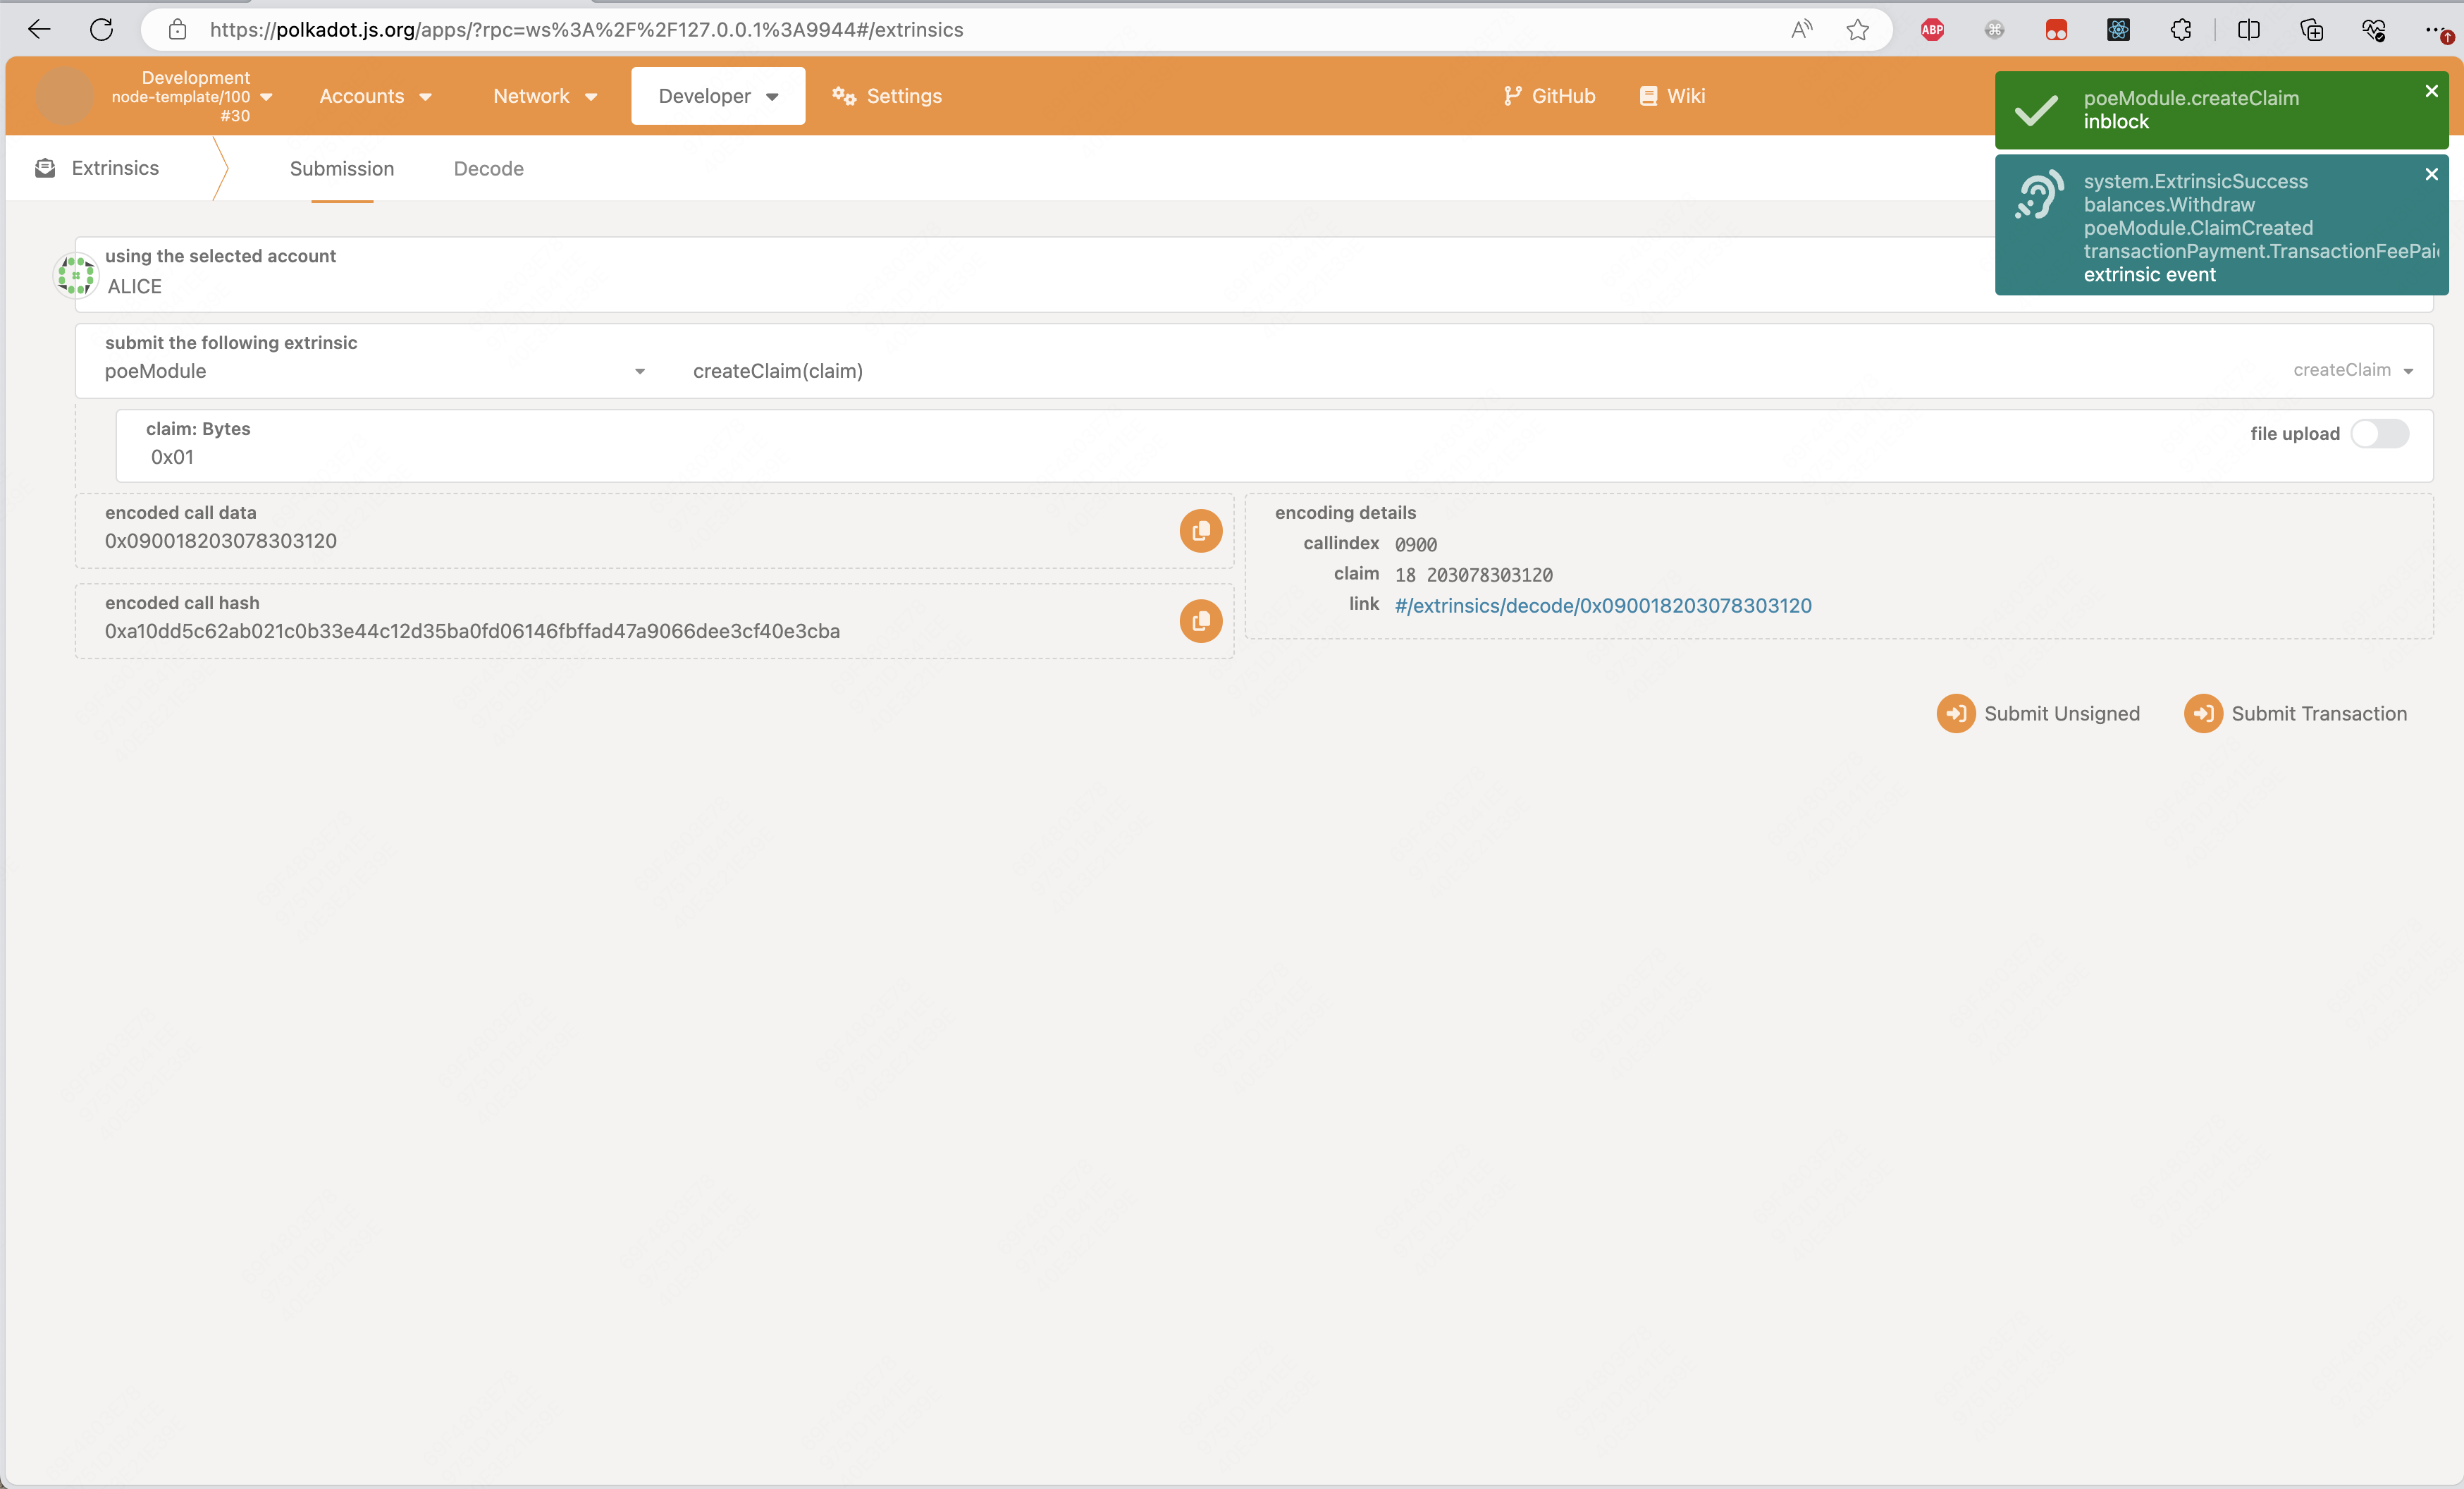 https://polkadot.js.org/apps/?rpc=ws%3A%2F%2F127.0.0.1%3A9944#/extrinsics
ABP
Development
node-template/100
#30
Accounts
Network
Developer
Settings
GitHub
Wiki
poeModule.createClaim
inblock
system.ExtrinsicSuccess
balances.Withdraw
poeModule.ClaimCreated
transactionPayment.TransactionFeePai
extrinsic event
Extrinsics
Submission
Decode
using the selected account
ALICE
submit the following extrinsic
poeModule
createClaim(claim)
createClaim
claim: Bytes
0x01
file upload
encoded call data
0x090018203078303120
encoding details
callindex 0900
claim 18 203078303120
link #/extrinsics/decode/0x090018203078303120
encoded call hash
0xa10dd5c62ab021c0b33e44c12d35ba0fd06146fbffad47a9066dee3cf40e3cba
Submit Unsigned
Submit Transaction